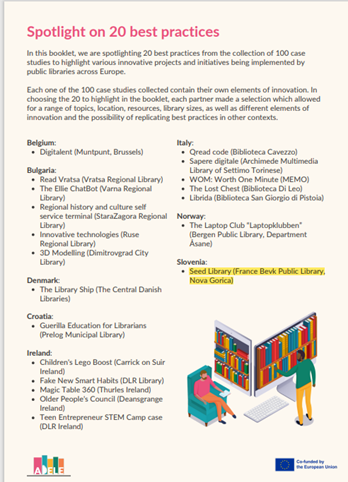 Spotlight on 20 best practices
In this booklet, we are spotlighting 20 best practices from the collection of 100 case
studies to highlight various innovative projects and initiatives being implemented by
public libraries across Europe.
Each one of the 100 case studies collected contain their own elements of innovation. In
choosing the 20 to highlight in the booklet, each partner made a selection which allowed
for a range of topics, location, resources, library sizes, as well as different elements of
innovation and the possibility of replicating best practices in other contexts.
Belgium:
• Digitalent (Muntpunt, Brussels)
Bulgaria:
• Read Vratsa (Vratsa Regional
Library)
• The Ellie ChatBot (Varna Regional
Library)
• Regional history and culture self
service terminal (StaraZagora Regional
Library)
• Innovative technologies (Ruse
Regional Library)
• 3D Modelling (Dimitrovgrad City
Library)
Denmark:
• The Library Ship (The Central Danish
Libraries)
Croatia:
• Guerilla Education for Librarians
(Prelog Municipal Library)
Ireland:
• Children's Lego Boost (Carrick on Suir
Ireland)
• Fake New Smart Habits (DLR Library)
• Magic Table 360 (Thurles Ireland)
• Older People's Council (Deansgrange
Ireland)
• Teen Entrepreneur STEM Camp case
(DLR Ireland)
Italy:
• Qread code (Biblioteca Cavezzo)
• Sapere digitale (Archimede Multimedia
Library of Settimo Torinese)
• WOM: Worth One Minute (MEMO)
• The Lost Chest (Biblioteca Di Leo)
• Librida (Biblioteca San Giorgio di Pistoia)
Norway:
• The Laptop Club "Laptopklubben"
(Bergen Public Library, Department
Åsane)
Slovenia:
• Seed Library (France Bevk Public Library,
Nova Gorica)
ADELE
Co-funded by
the European Union